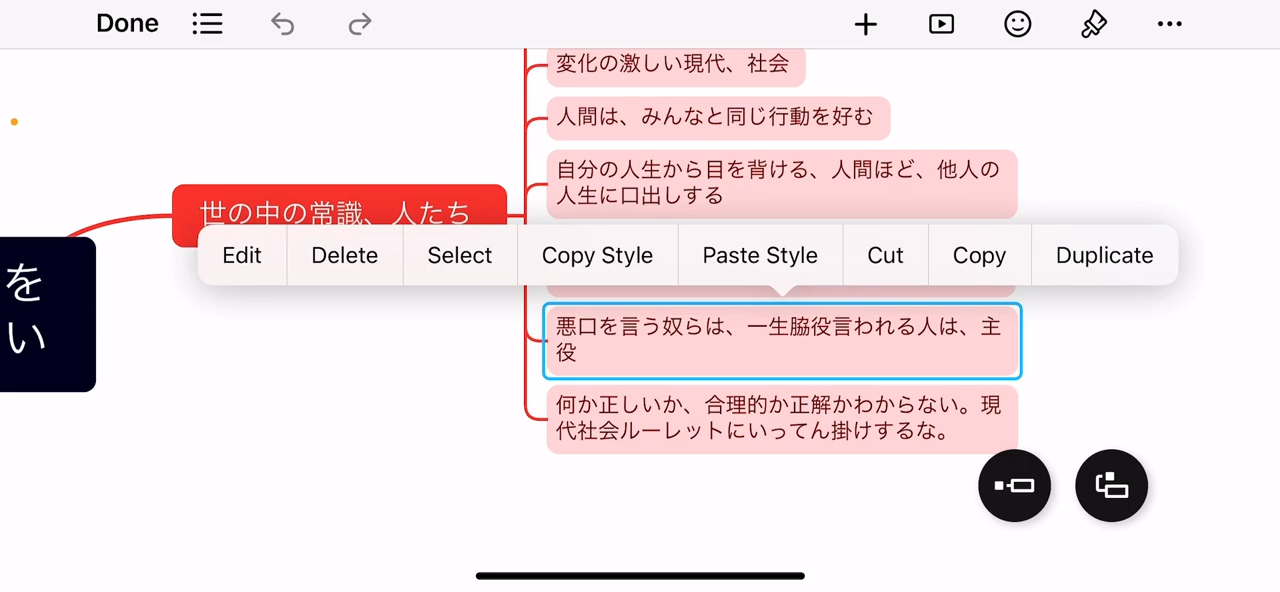 Done
変化の激しい現代、社会
人間は、みんなと同じ行動を好む
自分の人生から目を背ける、人間ほど、他人の
人生に口出しする
世の中の常識、人たち
Edit
Delete
Select
Copy Style
Paste Style
Cut
Copy
Duplicate
を
い
悪口を言う奴らは、一生脇役言われる人は、主
役
何か正しいか、合理的か正解かわからない。現
代社会ルーレットにいってん掛けするな。